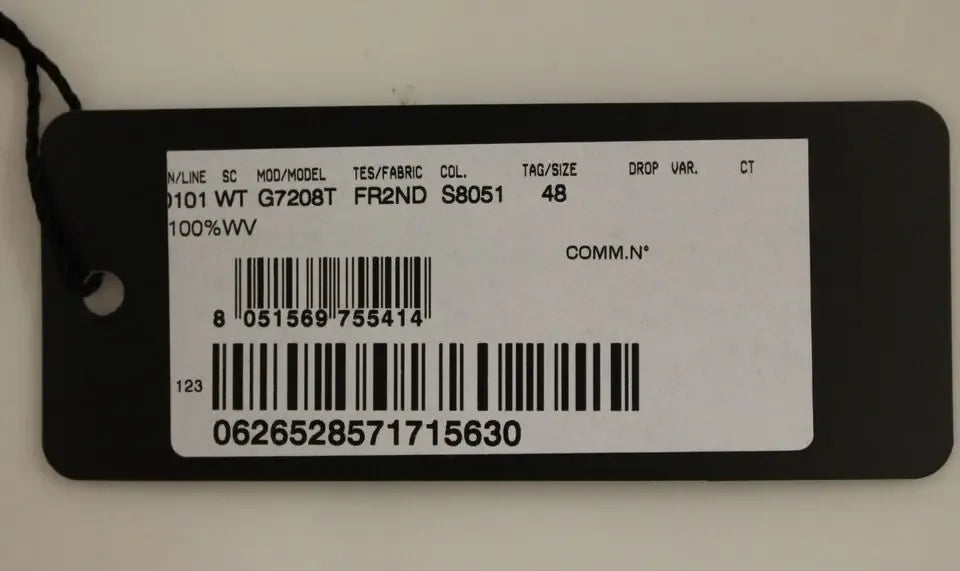 N/LINE SC MOD/MODEL TES/FABRIC COL. TAG/SIZE DROP VAR. CT
0101 WT G7208T FR2ND S8051 48
100%WV
COMM.N°
8 051569 755414
123
0626528571715630